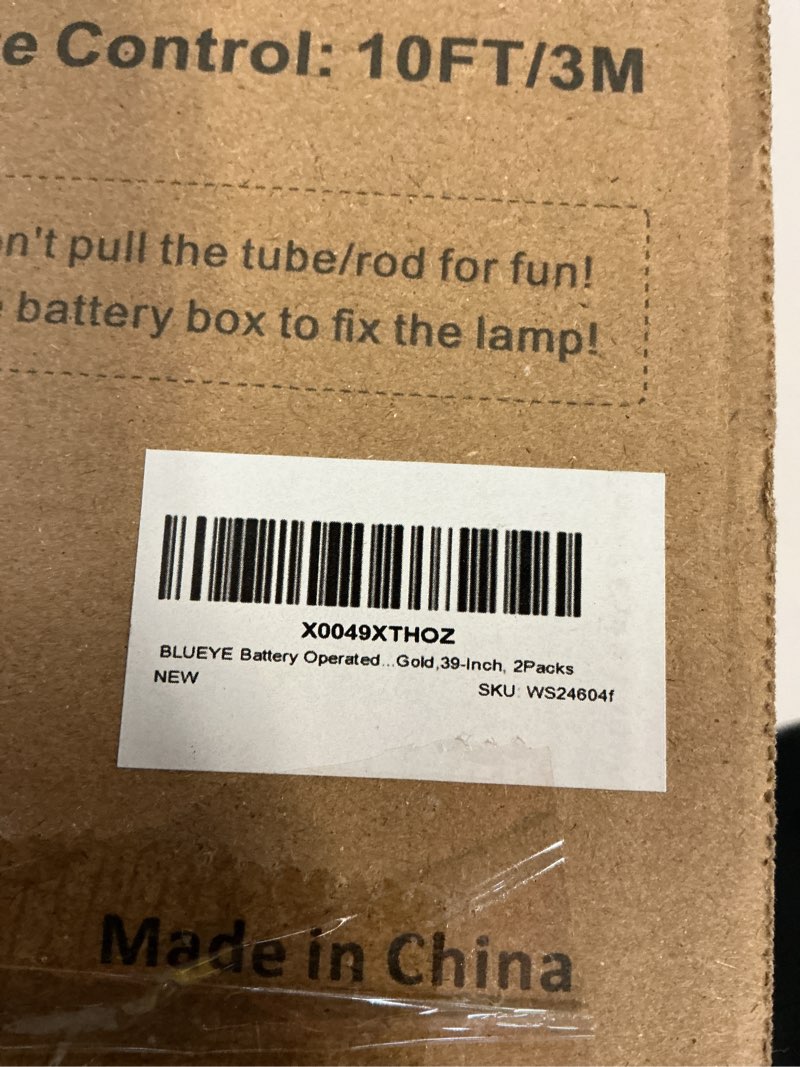 e Control: 10FT/3M
n't pull the tube/rod for fun!
battery box to fix the lamp!
X0049XTHOZ
BLUEYE Battery Operated...Gold,39-Inch, 2Packs
NEW
SKU: WS24604f
Made in China